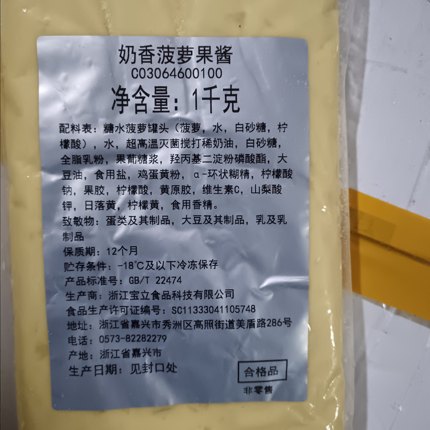 奶香菠萝果酱
C03064600100
净含量：1千克
配料表：糖水菠萝罐头（菠萝，水，白砂糖，柠
檬酸），水，超高温灭菌搅打稀奶油，白砂糖，
全脂乳粉，果葡糖浆，羟丙基二淀粉磷酸酯，大
豆油，食用盐，鸡蛋黄粉，α-环状糊精，柠檬酸
钠，果胶，柠檬酸，黄原胶，维生素C，山梨酸
钾，日落黄，柠檬黄，食用香精。
致敏物：蛋类及其制品，大豆及其制品，乳及乳
制品
保质期：12个月
贮存条件：-18℃及以下冷冻保存
产品标准号：GB/T 22474
生产商：浙江宝立食品科技有限公司
食品生产许可证编号：SC11333041105748
地址：浙江省嘉兴市秀洲区高照街道美盾路286号
电话：0573-82282279
产地：浙江省嘉兴市
生产日期：见封口处
合格品
非零售